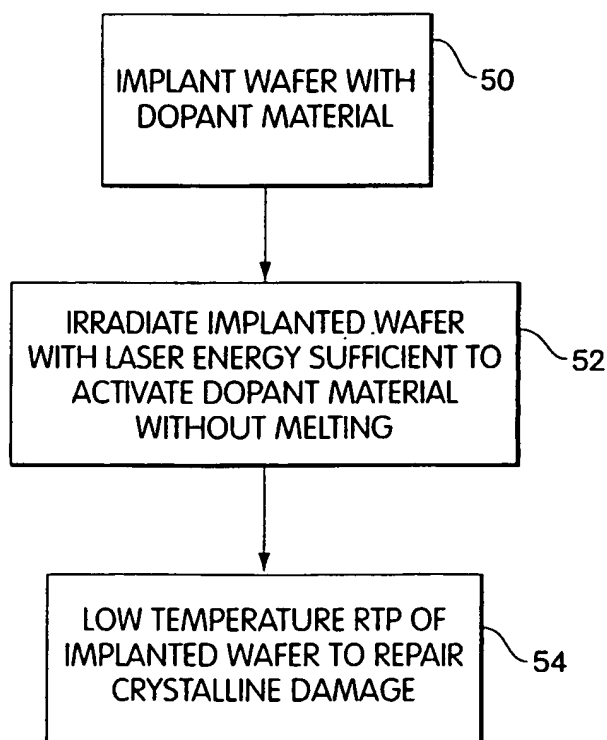 IMPLANT WAFER WITH
DOPANT MATERIAL
50
IRRADIATE IMPLANTED WAFER
WITH LASER ENERGY SUFFICIENT TO
ACTIVATE DOPANT MATERIAL
WITHOUT MELTING
52
LOW TEMPERATURE RTP OF
IMPLANTED WAFER TO REPAIR
CRYSTALLINE DAMAGE
54